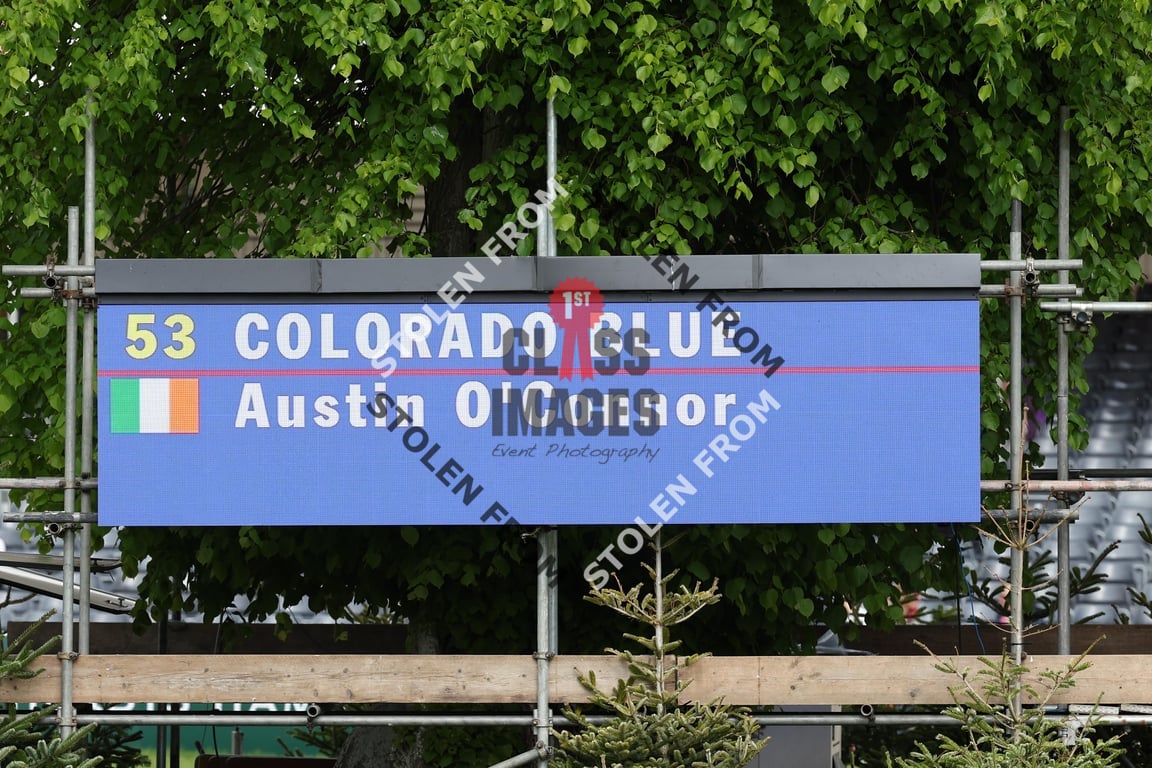 53 COLORADO BLUE
Austin O'Connor
1ST
CLASS
IMAGES
Event Photography
STOLEN FROM
STOLEN FROM
STOLEN FROM
STOLEN FROM